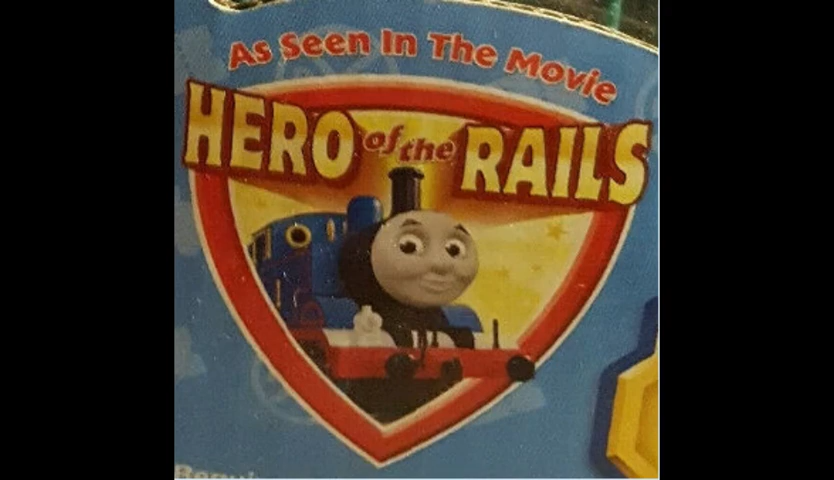 As Seen In The Movie
HERO of the RAILS